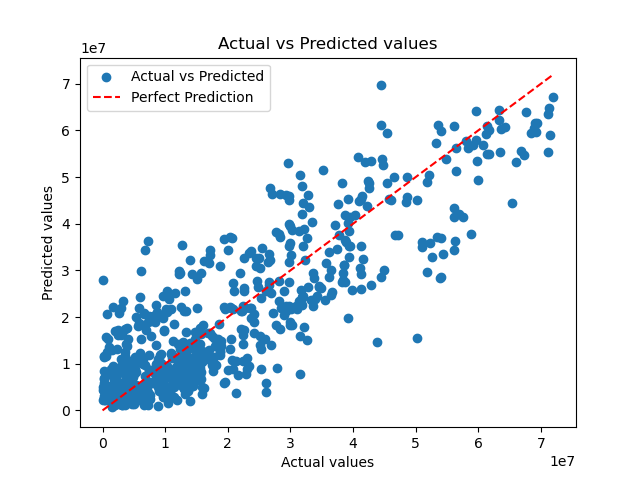 Actual vs Predicted values
1e7
Actual vs Predicted
Perfect Prediction
7
6
5
4
3
2
1
0
Predicted values
0 1 2 3 4 5 6 7
1e7
Actual values